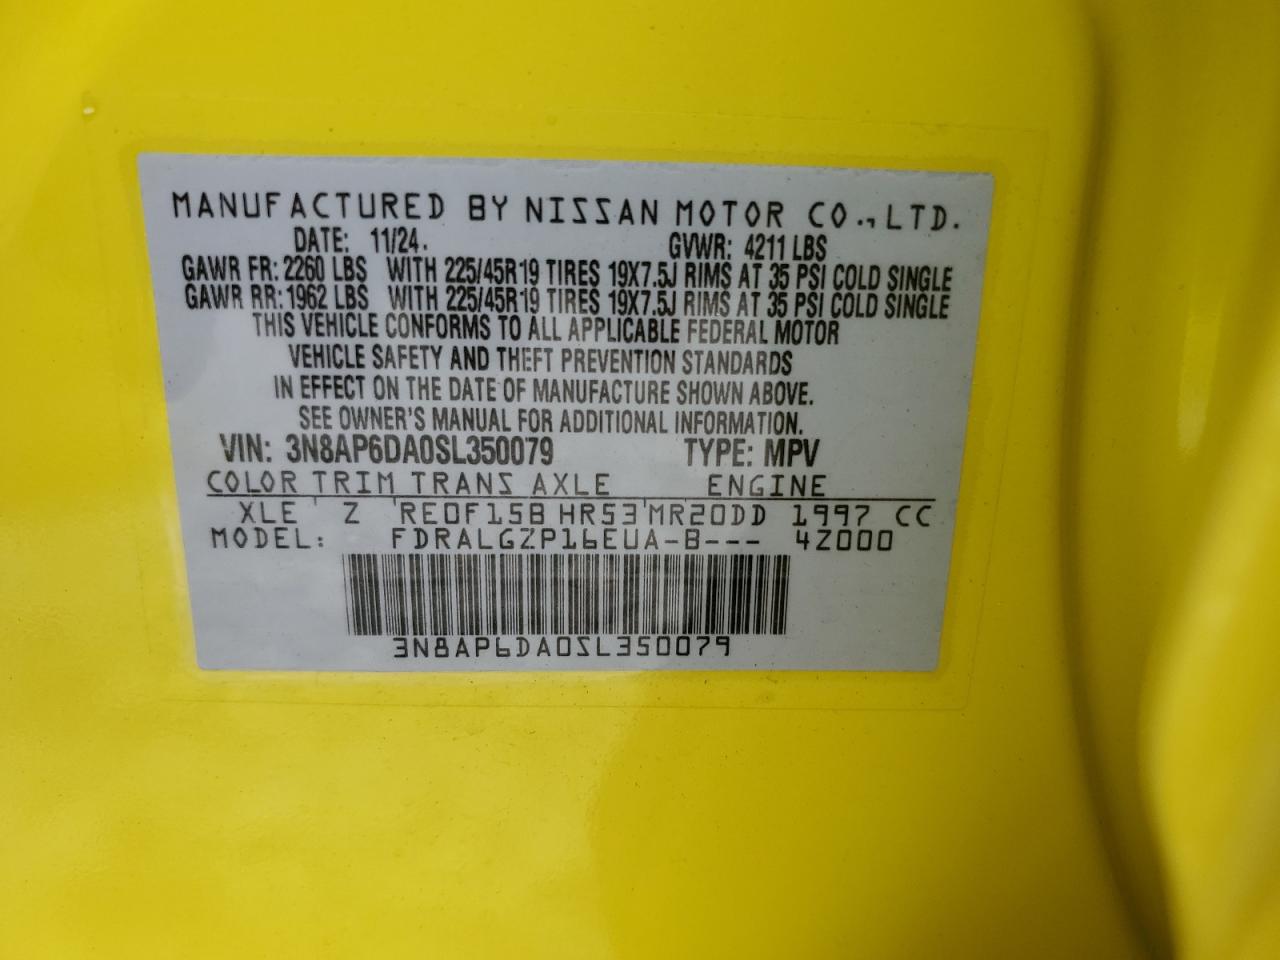 MANUFACTURED BY NISSAN MOTOR CO.,LTD.
DATE: 11/24. GVWR: 4211 LBS
GAWR FR: 2260 LBS WITH 225/45R19 TIRES 19X7.5J RIMS AT 35 PSI COLD SINGLE
GAWR RR: 1962 LBS WITH 225/45R19 TIRES 19X7.5J RIMS AT 35 PSI COLD SINGLE
THIS VEHICLE CONFORMS TO ALL APPLICABLE FEDERAL MOTOR
VEHICLE SAFETY AND THEFT PREVENTION STANDARDS
IN EFFECT ON THE DATE OF MANUFACTURE SHOWN ABOVE.
SEE OWNER'S MANUAL FOR ADDITIONAL INFORMATION.
VIN: 3N8AP6DA0SL350079 TYPE: MPV
COLOR TRIM TRANS AXLE ENGINE
XLE Z RE0F15B HR53 MR20DD 1997 CC
MODEL: FDRALGZP16EUA-B--- 4Z000
3N8AP6DA0SL350079